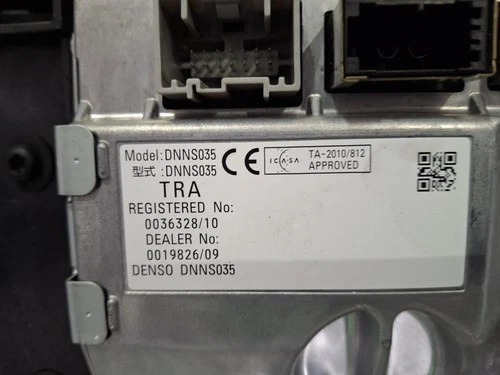 Model:DNNS035
型式 :DNNS035
CE
ICASA
TA-2010/812
APPROVED
TRA
REGISTERED No:
0036328/10
DEALER No:
0019826/09
DENSO DNNS035